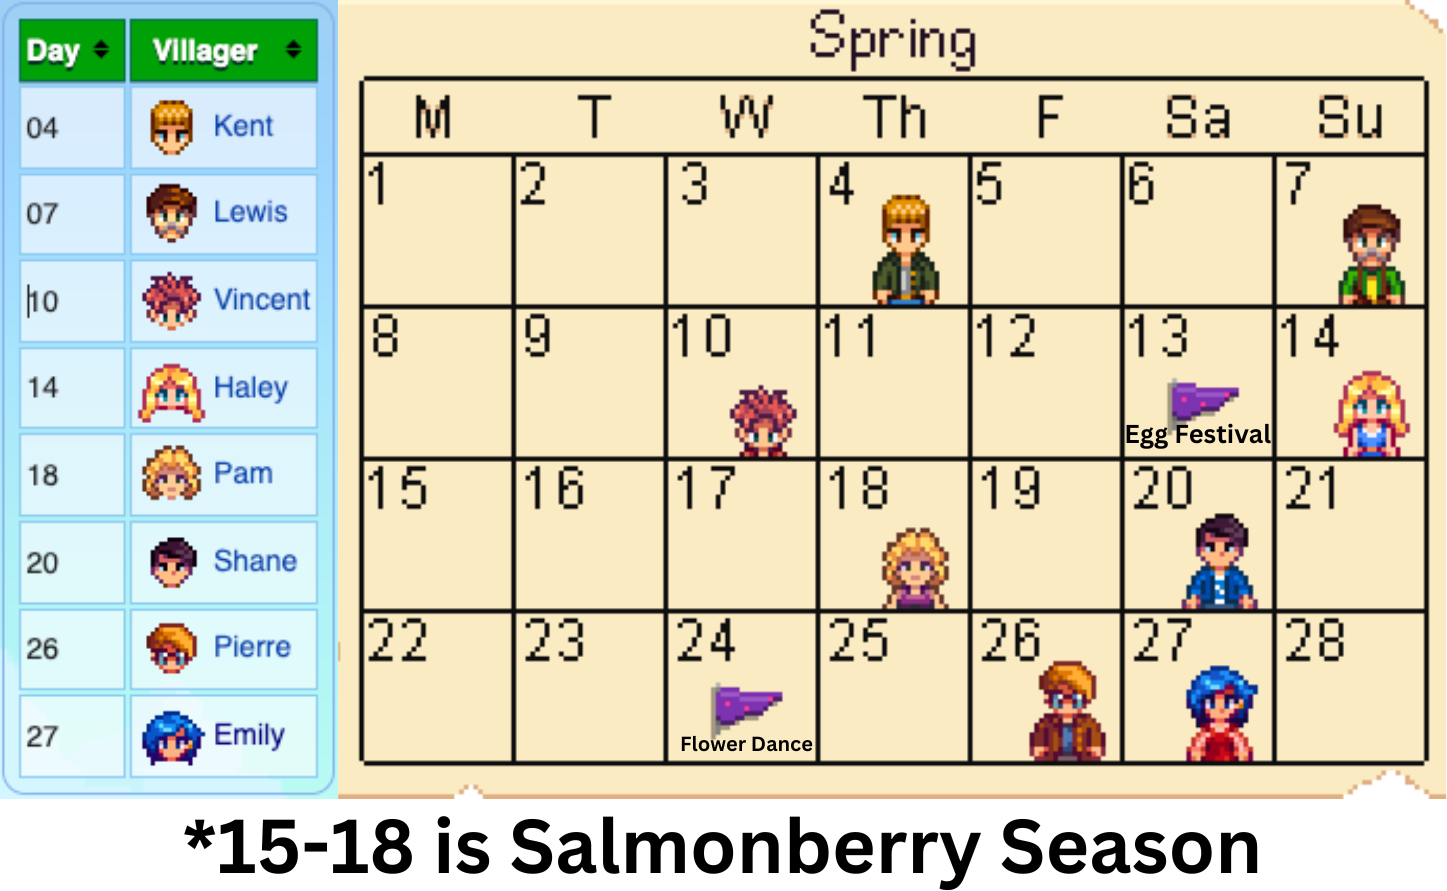 Day Villager
04 Kent
07 Lewis
10 Vincent
14 Haley
18 Pam
20 Shane
26 Pierre
27 Emily
Spring
M T W Th F Sa Su
1 2 3 4 5 6 7
8 9 10 11 12 13 14
Egg Festival
15 16 17 18 19 20 21
22 23 24 25 26 27 28
Flower Dance
*15-18 is Salmonberry Season